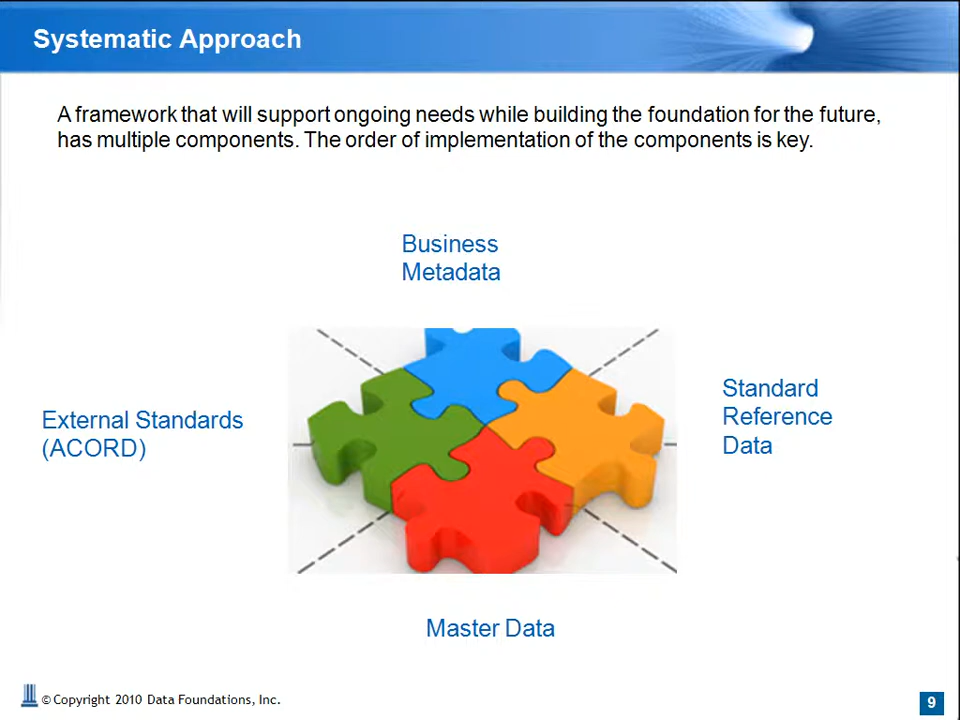 Systematic Approach
A framework that will support ongoing needs while building the foundation for the future,
has multiple components. The order of implementation of the components is key.
Business
Metadata
Standard
Reference
Data
External Standards
(ACORD)
Master Data
© Copyright 2010 Data Foundations, Inc.
9